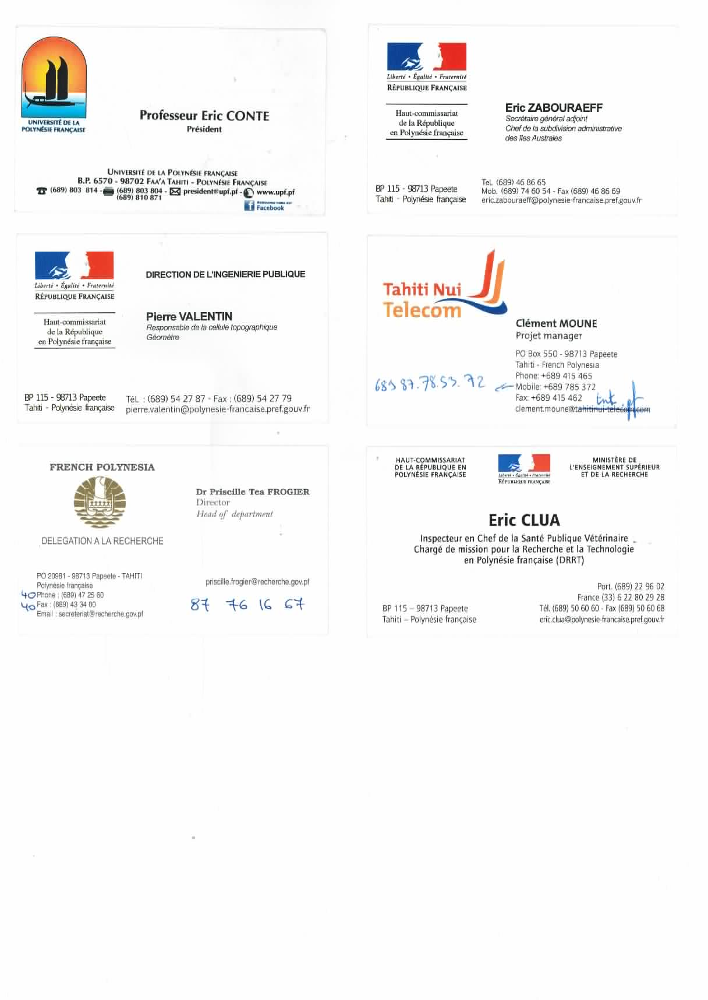 UNIVERSITÉ DE LA
POLYNÉSIE FRANÇAISE
Professeur Eric CONTE
Président
UNIVERSITÉ DE LA POLYNÉSIE FRANÇAISE
B.P. 6570 - 98702 FAA'A TAHITI - POLYNÉSIE FRANÇAISE
(689) 803 814 - (689) 803 804 - president@upf.pf - www.upf.pf
(689) 810 871
Retrouvez-nous sur
Facebook
Liberté • Égalité • Fraternité
RÉPUBLIQUE FRANÇAISE
Haut-commissariat
de la République
en Polynésie française
Eric ZABOURAEFF
Secrétaire général adjoint
Chef de la subdivision administrative
des îles Australes
BP 115 - 98713 Papeete
Tahiti - Polynésie française
Tel. (689) 46 86 65
Mob. (689) 74 60 54 - Fax (689) 46 86 69
eric.zabouraeff@polynesie-francaise.pref.gouv.fr
Liberté • Égalité • Fraternité
RÉPUBLIQUE FRANÇAISE
Haut-commissariat
de la République
en Polynésie française
DIRECTION DE L'INGENIERIE PUBLIQUE
Pierre VALENTIN
Responsable de la cellule topographique
Géomètre
BP 115 - 98713 Papeete
Tahiti - Polynésie française
Tél. : (689) 54 27 87 - Fax : (689) 54 27 79
pierre.valentin@polynesie-francaise.pref.gouv.fr
Tahiti Nui
Telecom
Clément MOUNE
Projet manager
PO Box 550 - 98713 Papeete
Tahiti - French Polynesia
Phone: +689 415 465
689 87.78.53.72
Mobile: +689 785 372
Fax: +689 415 462
tnt.pf
clement.moune@tahitinui-telecom.com
FRENCH POLYNESIA
DELEGATION A LA RECHERCHE
Dr Priscille Tea FROGIER
Director
Head of department
PO 20981 - 98713 Papeete - TAHITI
Polynésie française
40 Phone : (689) 47 25 60
40 Fax : (689) 43 34 00
Email : secreteriat@recherche.gov.pf
priscille.frogier@recherche.gov.pf
87 76 16 67
HAUT-COMMISSARIAT
DE LA RÉPUBLIQUE EN
POLYNÉSIE FRANÇAISE
Liberté • Égalité • Fraternité
RÉPUBLIQUE FRANÇAISE
MINISTÈRE DE
L'ENSEIGNEMENT SUPÉRIEUR
ET DE LA RECHERCHE
Eric CLUA
Inspecteur en Chef de la Santé Publique Vétérinaire
Chargé de mission pour la Recherche et la Technologie
en Polynésie française (DRRT)
BP 115 – 98713 Papeete
Tahiti – Polynésie française
Port. (689) 22 96 02
France (33) 6 22 80 29 28
Tél. (689) 50 60 60 - Fax (689) 50 60 68
eric.clua@polynesie-francaise.pref.gouv.fr